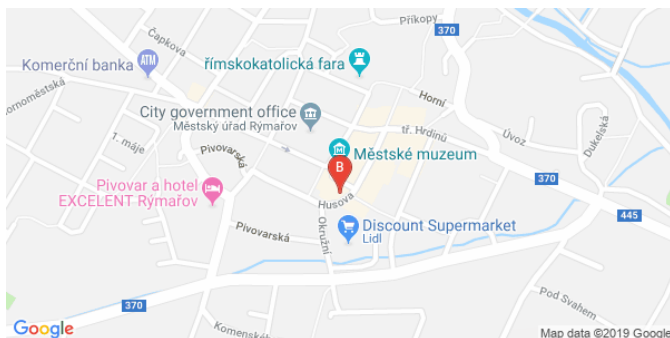 Příkopy
370
Čapkova
ATM
Komerční banka
římskokatolická fara
Horní
City government office
Městský úřad Rýmařov
tř. Hrdinů
Úvoz
Dukelská
1. máje
Pivovarská
Městské muzeum
B
370
Pivovar a hotel
EXCELENT Rýmařov
Husova
Okružní
445
Discount Supermarket
Lidl
Pivovarská
370
Pod Svahem
Google
Komenského
Map data ©2019 Google